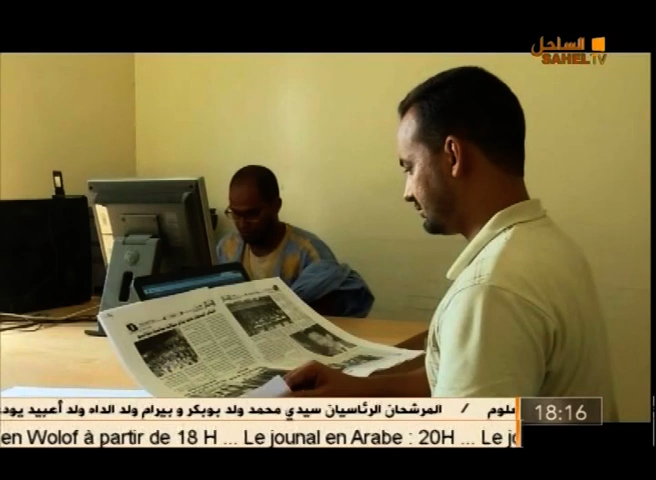 الساحل
SAHEL TV
علوم / المرشحان الرئاسيان سيدي محمد ولد بوبكر و بيرام ولد الداه ولد أعبيد يود
18:16
en Wolof à partir de 18 H ... Le jounal en Arabe : 20H ... Le jo